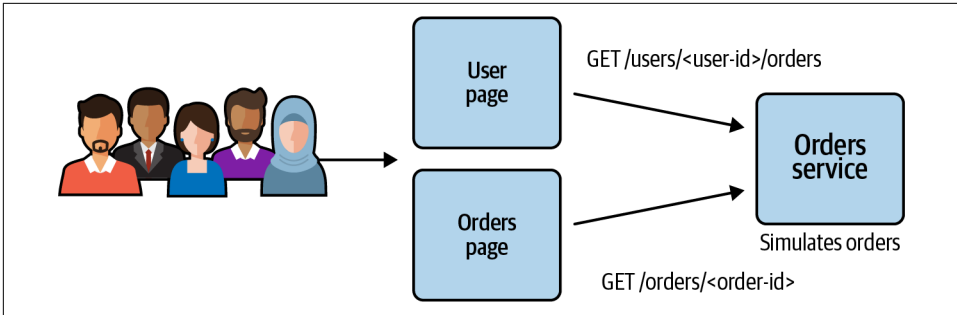 User
page
GET /users/<user-id>/orders
Orders
service
Simulates orders
Orders
page
GET /orders/<order-id>